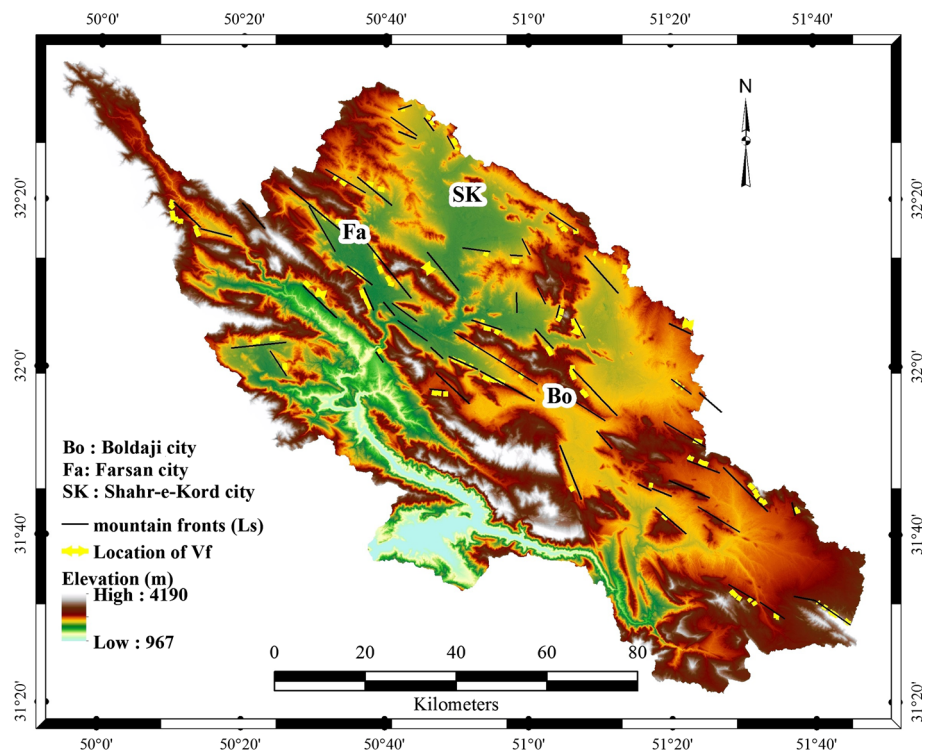 50°0' 50°20' 50°40' 51°0' 51°20' 51°40'
N
32°20' 32°20'
SK
Fa
32°0' 32°0'
Bo
Bo : Boldaji city
Fa: Farsan city
SK : Shahr-e-Kord city
mountain fronts (Ls)
31°40' 31°40'
Location of Vf
Elevation (m)
High : 4190
Low : 967
0 20 40 60 80
Kilometers
31°20' 31°20'
50°0' 50°20' 50°40' 51°0' 51°20' 51°40'